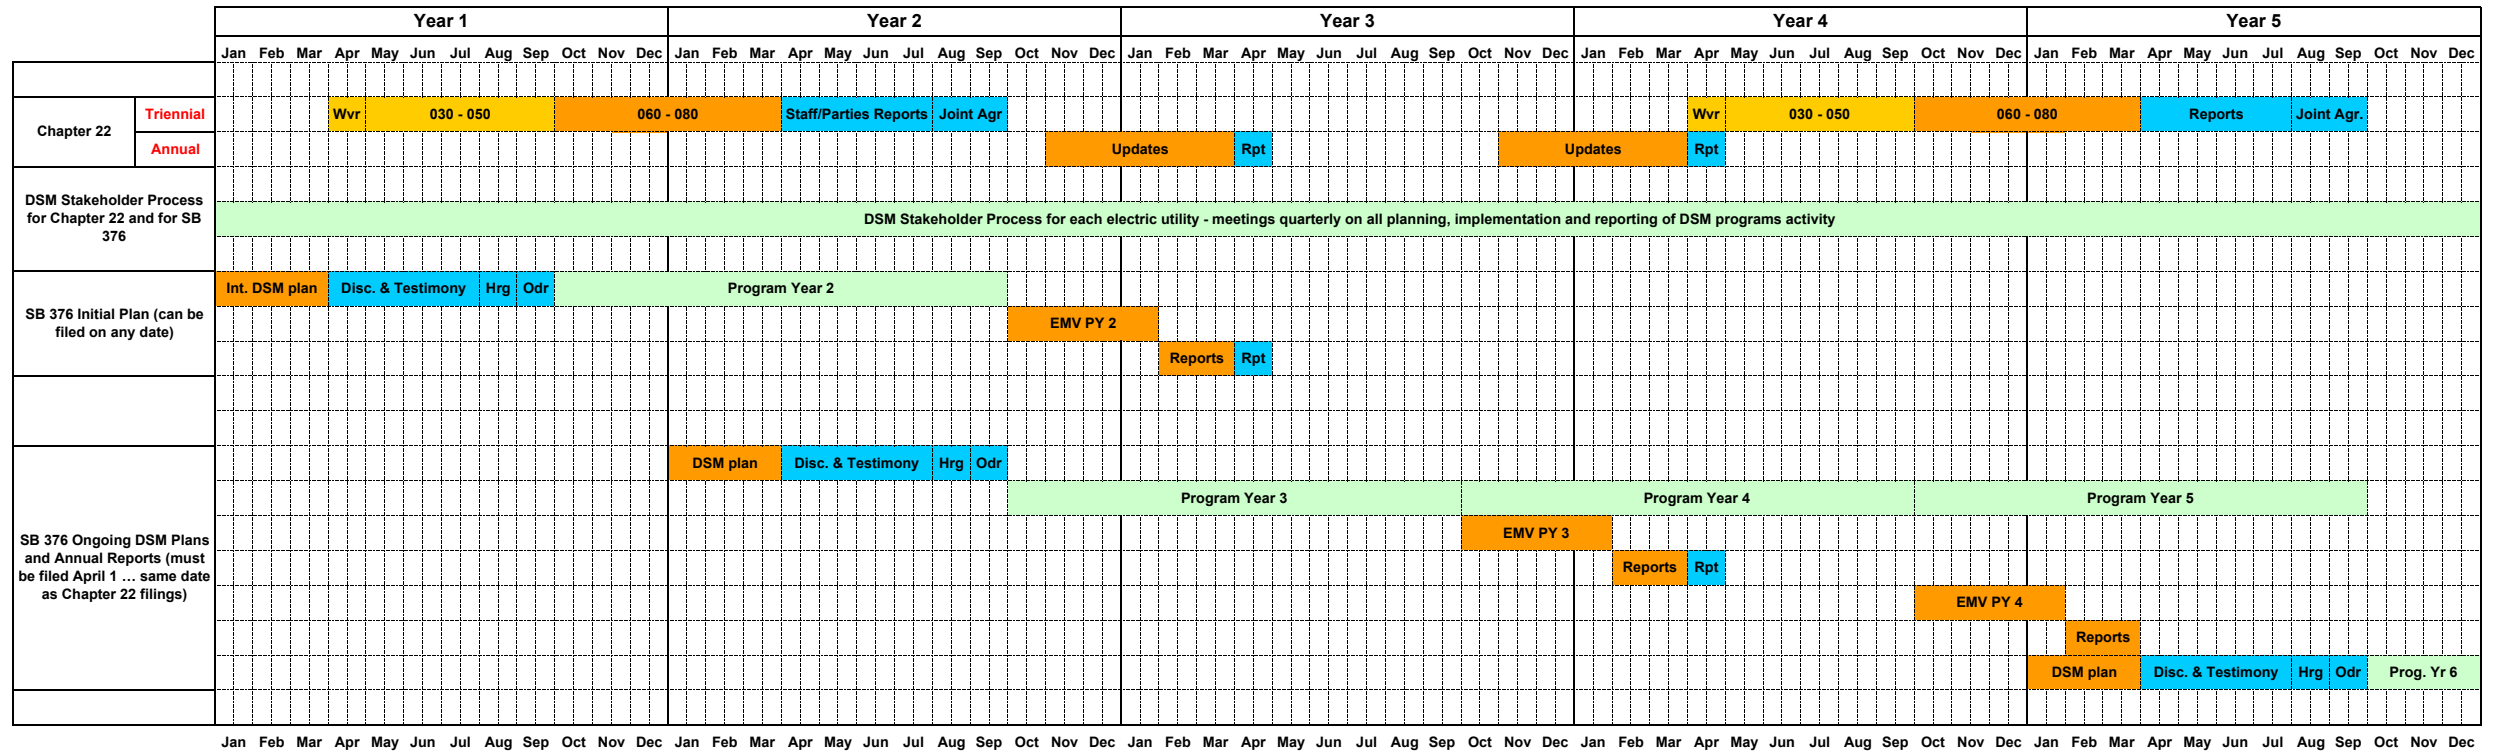 Year 1 Year 2 Year 3 Year 4 Year 5
Jan Feb Mar Apr May Jun Jul Aug Sep Oct Nov Dec Jan Feb Mar Apr May Jun Jul Aug Sep Oct Nov Dec Jan Feb Mar Apr May Jun Jul Aug Sep Oct Nov Dec Jan Feb Mar Apr May Jun Jul Aug Sep Oct Nov Dec Jan Feb Mar Apr May Jun Jul Aug Sep Oct Nov Dec
Chapter 22
Triennial
Wvr 030 - 050 060 - 080 Staff/Parties Reports Joint Agr Wvr 030 - 050 060 - 080 Reports Joint Agr.
Annual
Updates Rpt Updates Rpt
DSM Stakeholder Process
for Chapter 22 and for SB
376
DSM Stakeholder Process for each electric utility - meetings quarterly on all planning, implementation and reporting of DSM programs activity
SB 376 Initial Plan (can be
filed on any date)
Int. DSM plan Disc. & Testimony Hrg Odr Program Year 2
EMV PY 2
Reports Rpt
SB 376 Ongoing DSM Plans
and Annual Reports (must
be filed April 1 … same date
as Chapter 22 filings)
DSM plan Disc. & Testimony Hrg Odr
Program Year 3 Program Year 4 Program Year 5
EMV PY 3
Reports Rpt
EMV PY 4
Reports
DSM plan Disc. & Testimony Hrg Odr Prog. Yr 6
Jan Feb Mar Apr May Jun Jul Aug Sep Oct Nov Dec Jan Feb Mar Apr May Jun Jul Aug Sep Oct Nov Dec Jan Feb Mar Apr May Jun Jul Aug Sep Oct Nov Dec Jan Feb Mar Apr May Jun Jul Aug Sep Oct Nov Dec Jan Feb Mar Apr May Jun Jul Aug Sep Oct Nov Dec